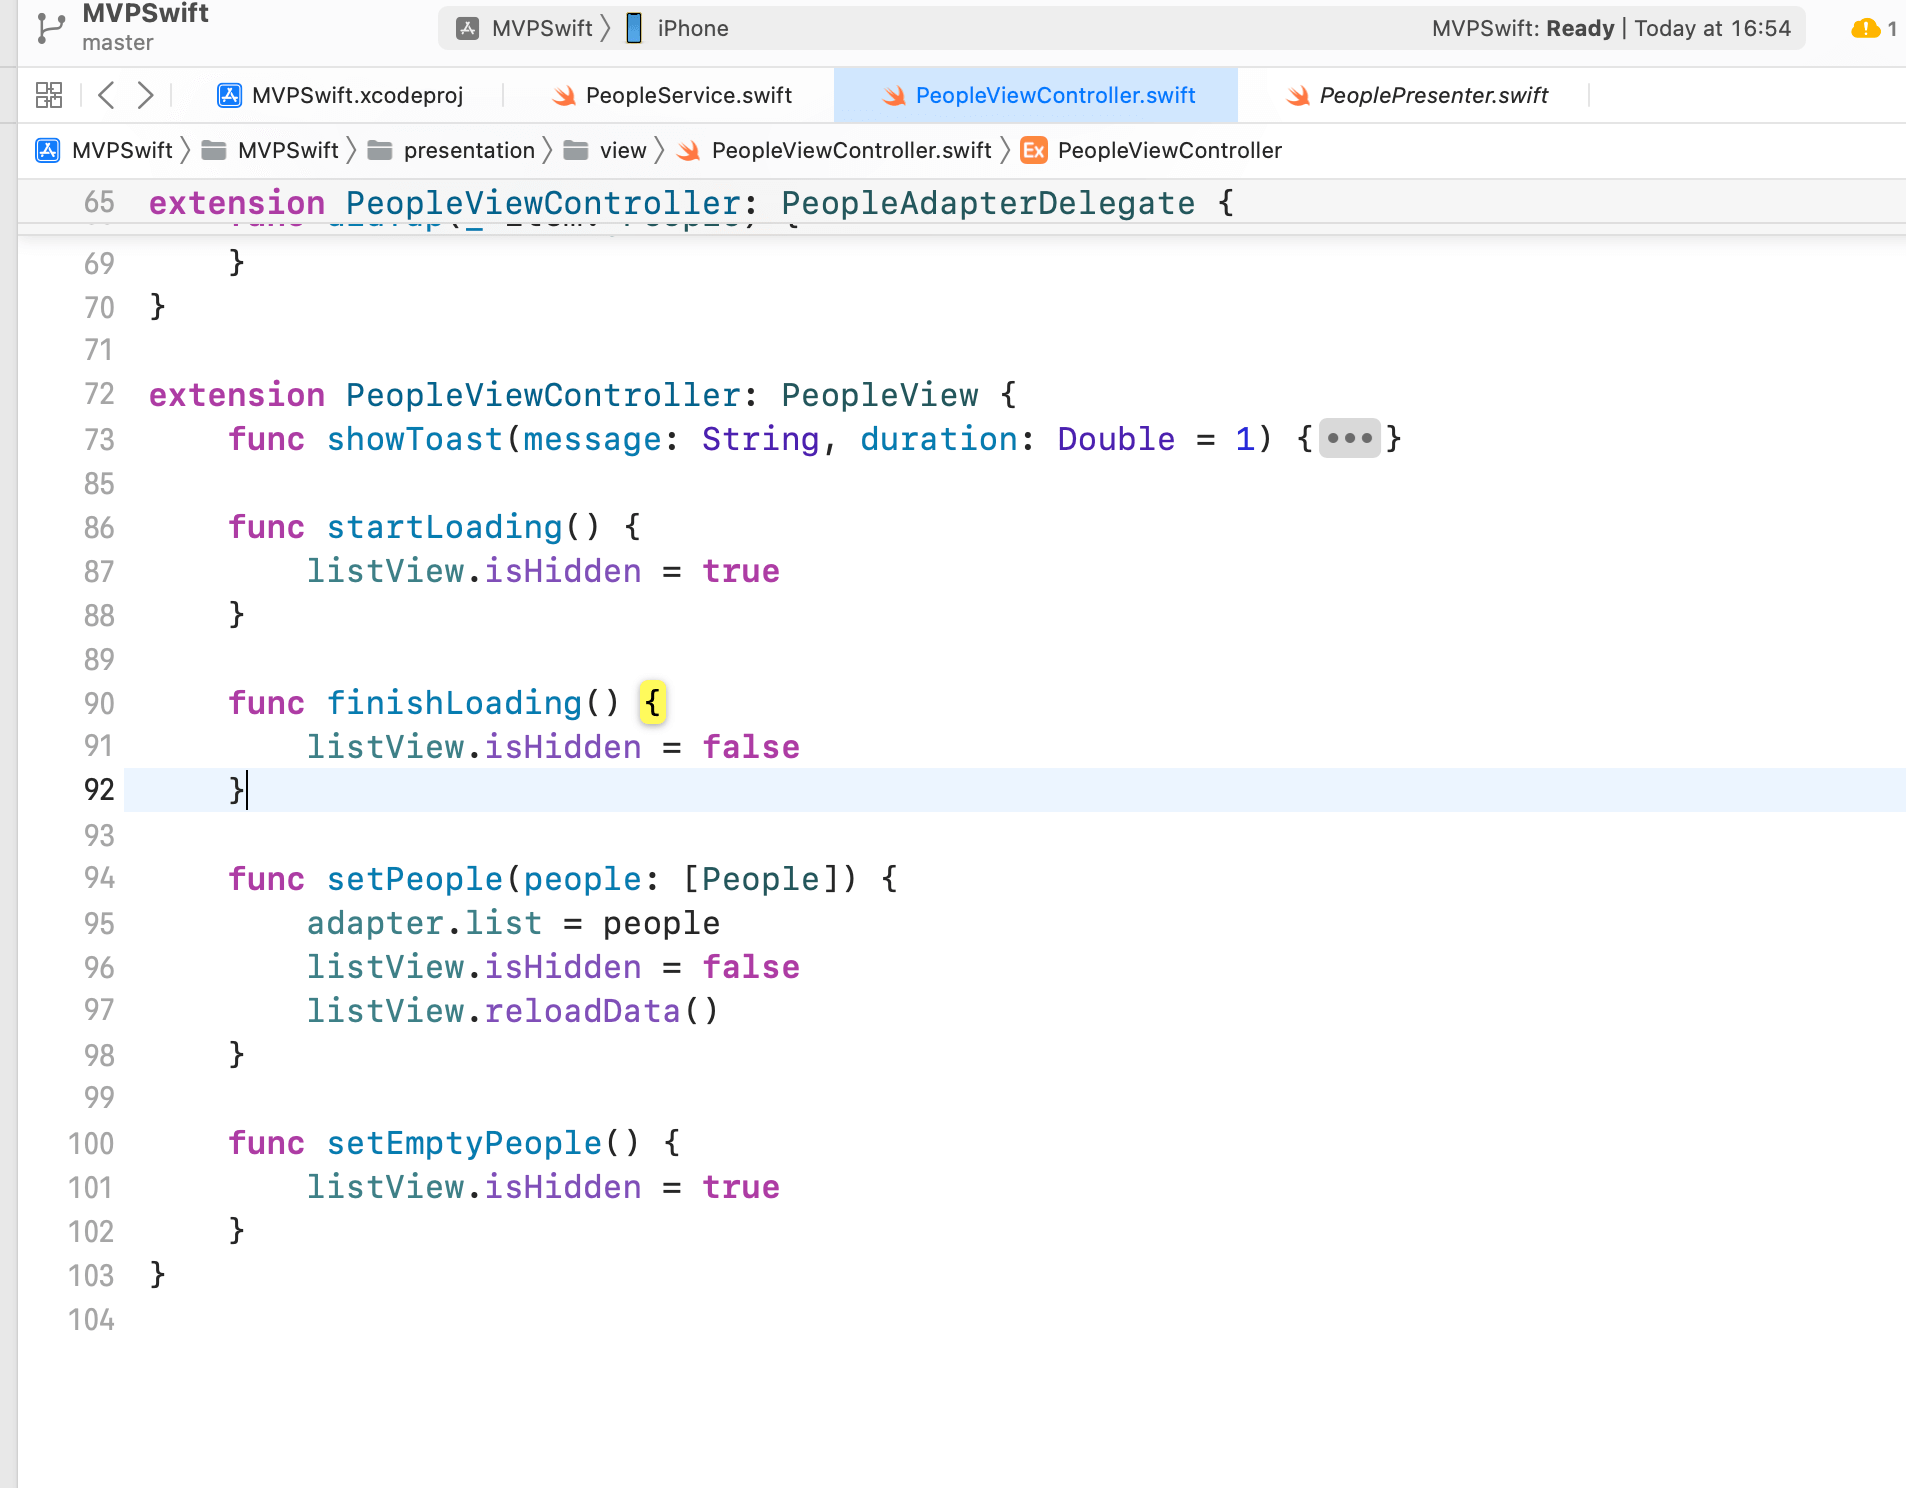 MVPSwift
master
MVPSwift iPhone
MVPSwift: Ready | Today at 16:54
1
MVPSwift.xcodeproj PeopleService.swift PeopleViewController.swift PeoplePresenter.swift
MVPSwift MVPSwift presentation view PeopleViewController.swift Ex PeopleViewController
65 extension PeopleViewController: PeopleAdapterDelegate {
69 }
70 }
71
72 extension PeopleViewController: PeopleView {
73 func showToast(message: String, duration: Double = 1) {•••}
85
86 func startLoading() {
87 listView.isHidden = true
88 }
89
90 func finishLoading() {
91 listView.isHidden = false
92 }
93
94 func setPeople(people: [People]) {
95 adapter.list = people
96 listView.isHidden = false
97 listView.reloadData()
98 }
99
100 func setEmptyPeople() {
101 listView.isHidden = true
102 }
103 }
104